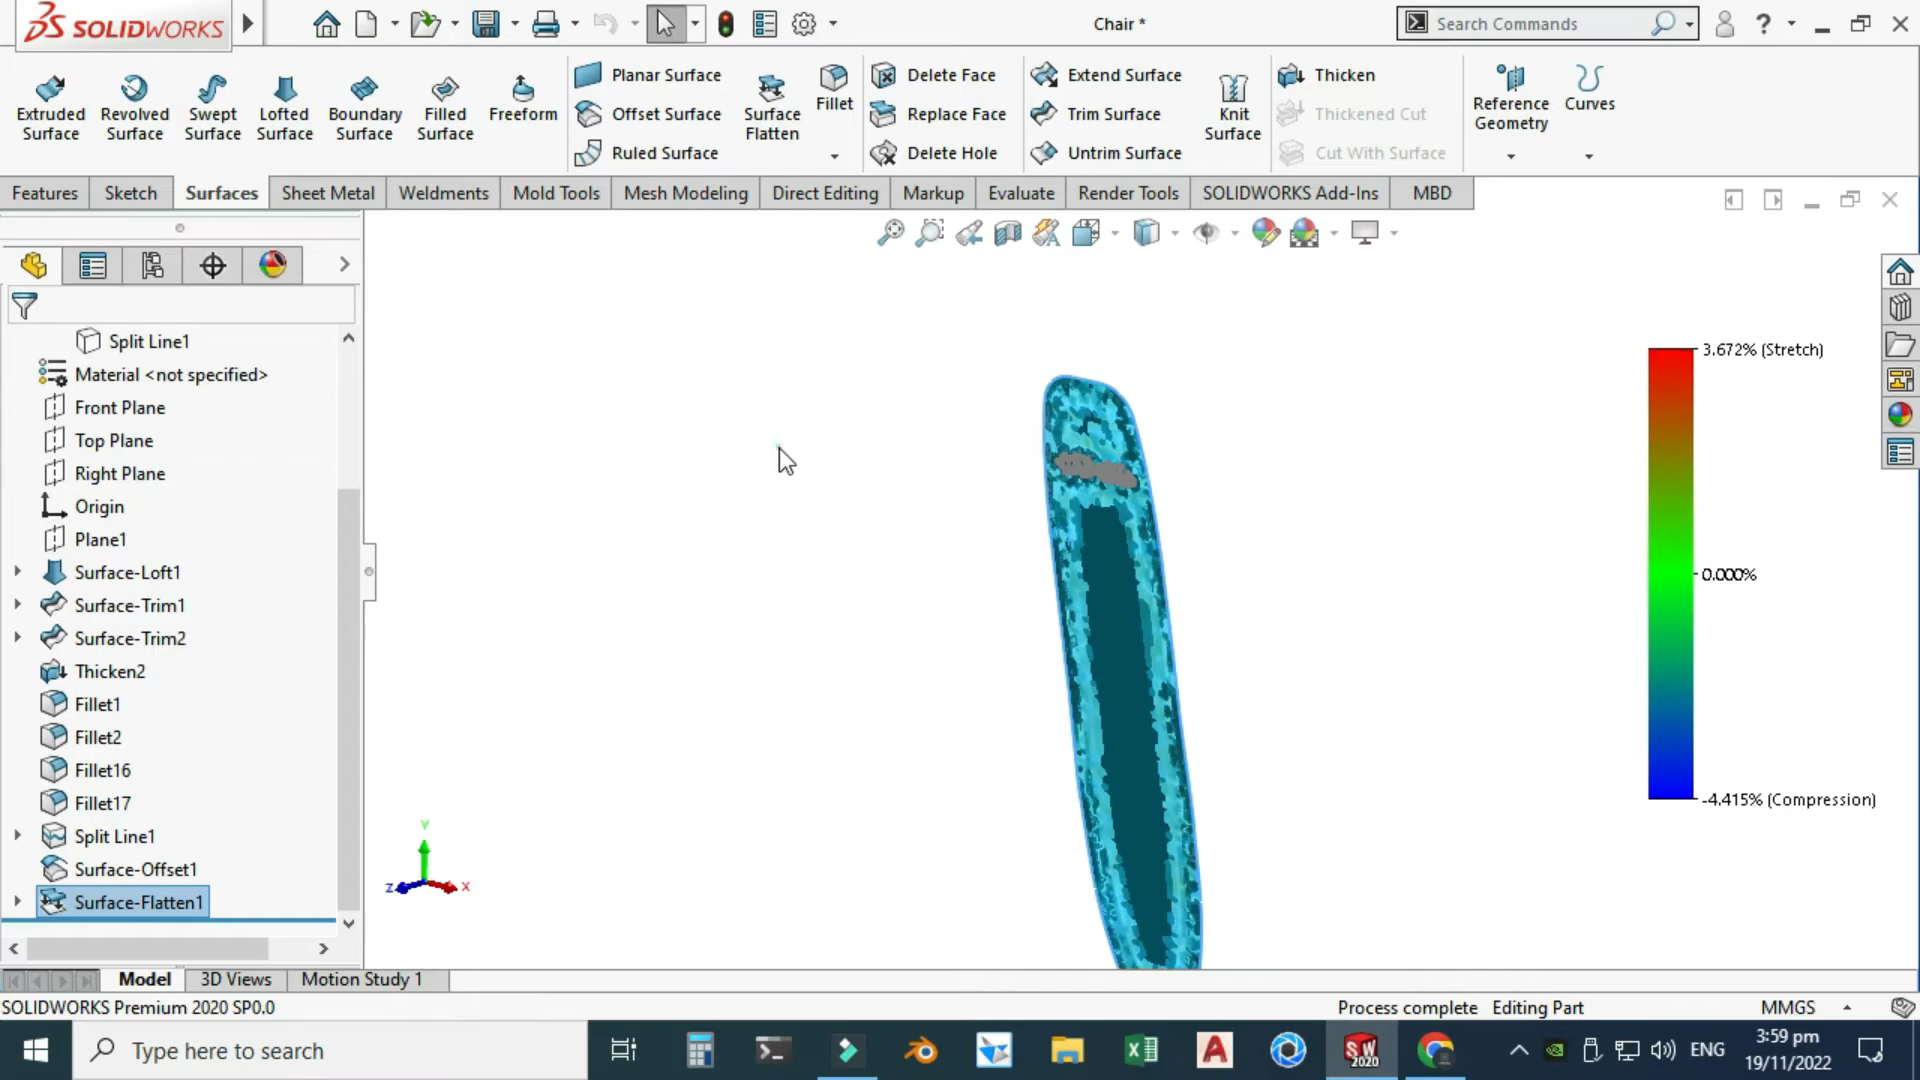 SOLIDWORKS
Chair *
Search Commands
Extruded Surface
Revolved Surface
Swept Surface
Lofted Surface
Boundary Surface
Filled Surface
Freeform
Planar Surface
Offset Surface
Ruled Surface
Surface Flatten
Fillet
Delete Face
Replace Face
Delete Hole
Extend Surface
Trim Surface
Untrim Surface
Knit Surface
Thicken
Thickened Cut
Cut With Surface
Reference Geometry
Curves
Features
Sketch
Surfaces
Sheet Metal
Weldments
Mold Tools
Mesh Modeling
Direct Editing
Markup
Evaluate
Render Tools
SOLIDWORKS Add-Ins
MBD
Split Line1
Material <not specified>
Front Plane
Top Plane
Right Plane
Origin
Plane1
Surface-Loft1
Surface-Trim1
Surface-Trim2
Thicken2
Fillet1
Fillet2
Fillet16
Fillet17
Split Line1
Surface-Offset1
Surface-Flatten1
3.672% (Stretch)
0.000%
-4.415% (Compression)
Y
Z
X
Model
3D Views
Motion Study 1
SOLIDWORKS Premium 2020 SP0.0
Process complete
Editing Part
MMGS
Type here to search
SW 2020
ENG
3:59 pm
19/11/2022